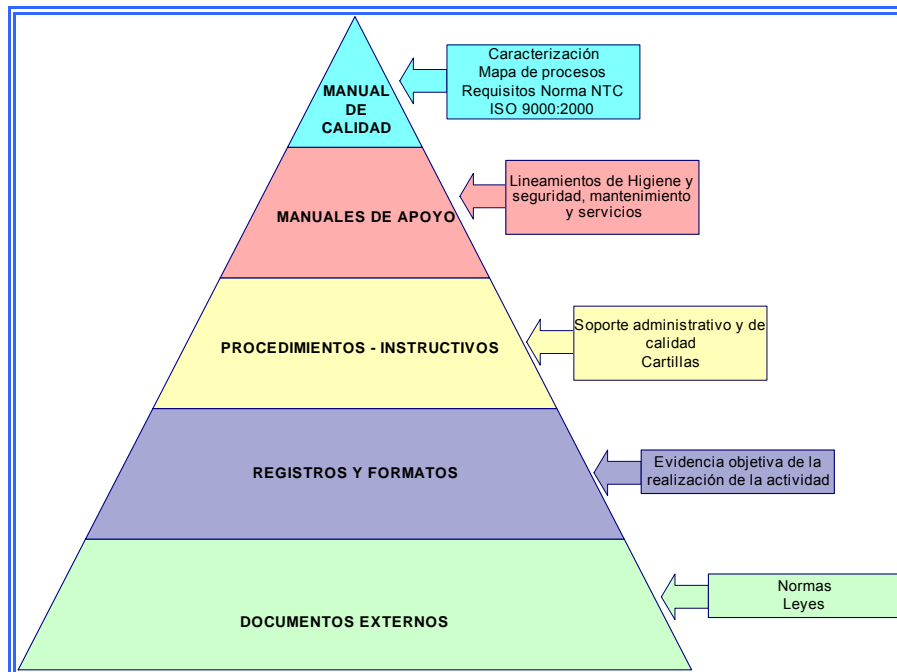 MANUAL
DE
CALIDAD
Caracterización
Mapa de procesos
Requisitos Norma NTC
ISO 9000:2000
MANUALES DE APOYO
Lineamientos de Higiene y
seguridad, mantenimiento
y servicios
PROCEDIMIENTOS - INSTRUCTIVOS
Soporte administrativo y de
calidad
Cartillas
REGISTROS Y FORMATOS
Evidencia objetiva de la
realización de la actividad
DOCUMENTOS EXTERNOS
Normas
Leyes